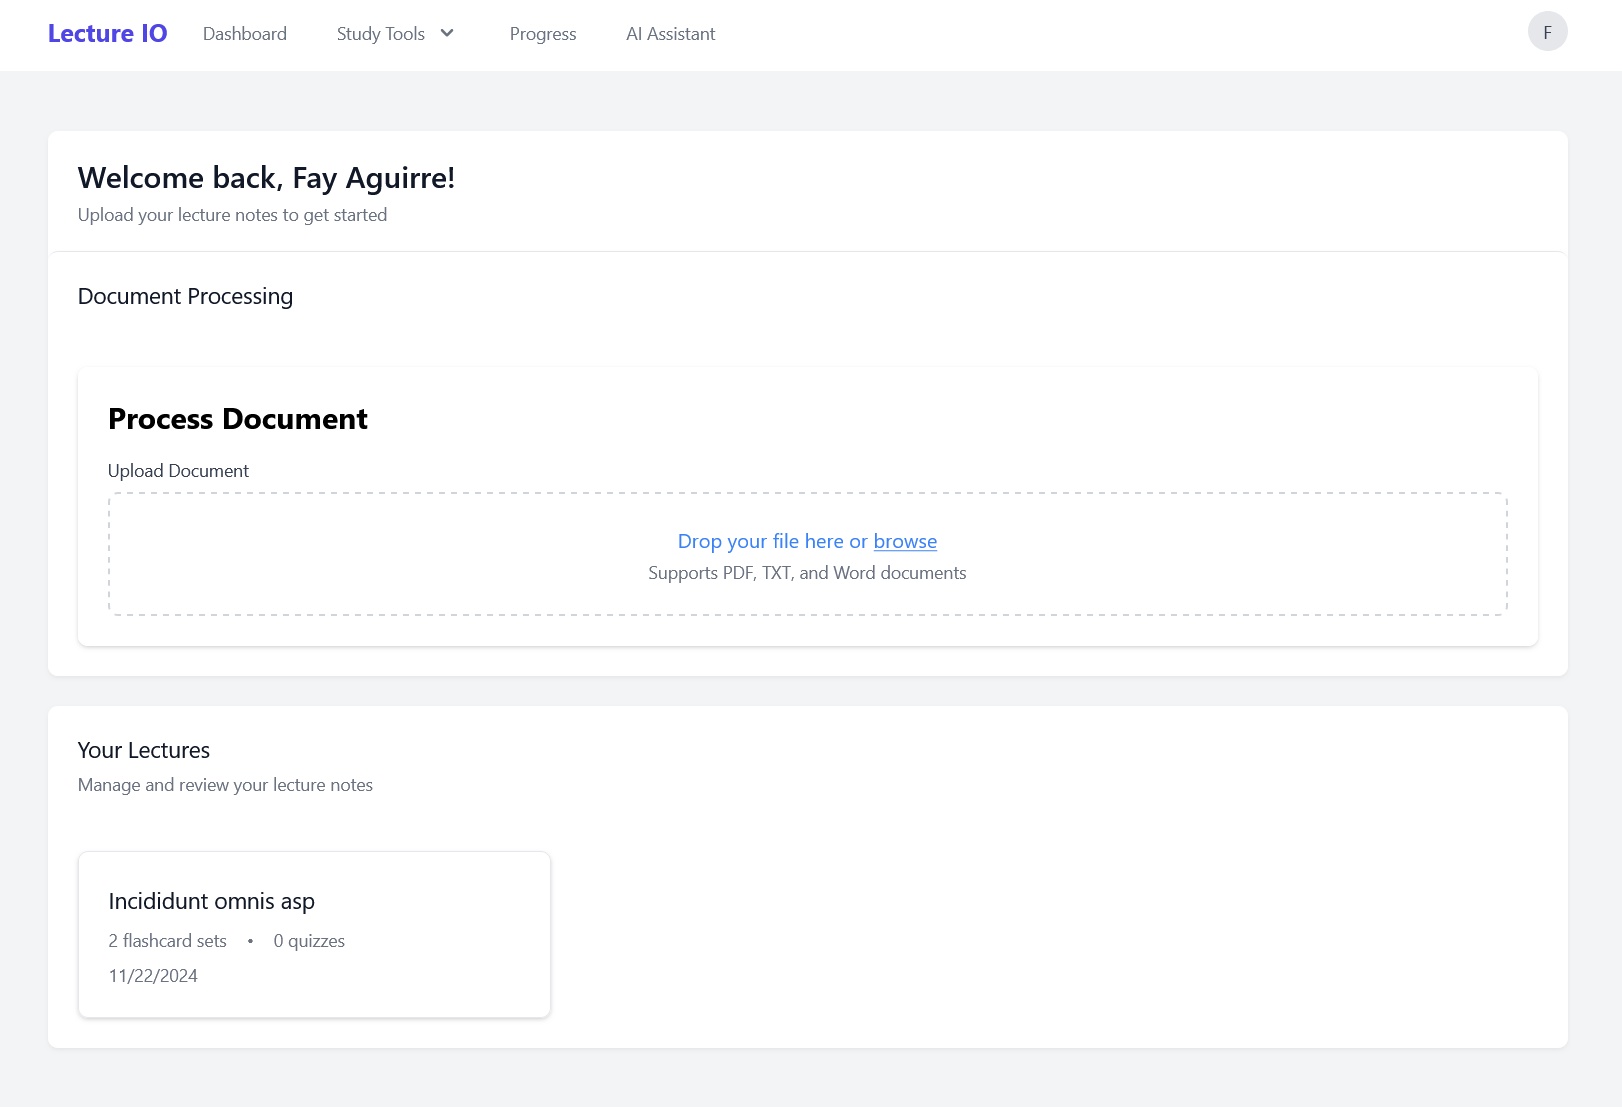 Lecture IO
Dashboard
Study Tools
Progress
AI Assistant
F
Welcome back, Fay Aguirre!
Upload your lecture notes to get started
Document Processing
Process Document
Upload Document
Drop your file here or browse
Supports PDF, TXT, and Word documents
Your Lectures
Manage and review your lecture notes
Incididunt omnis asp
2 flashcard sets • 0 quizzes
11/22/2024